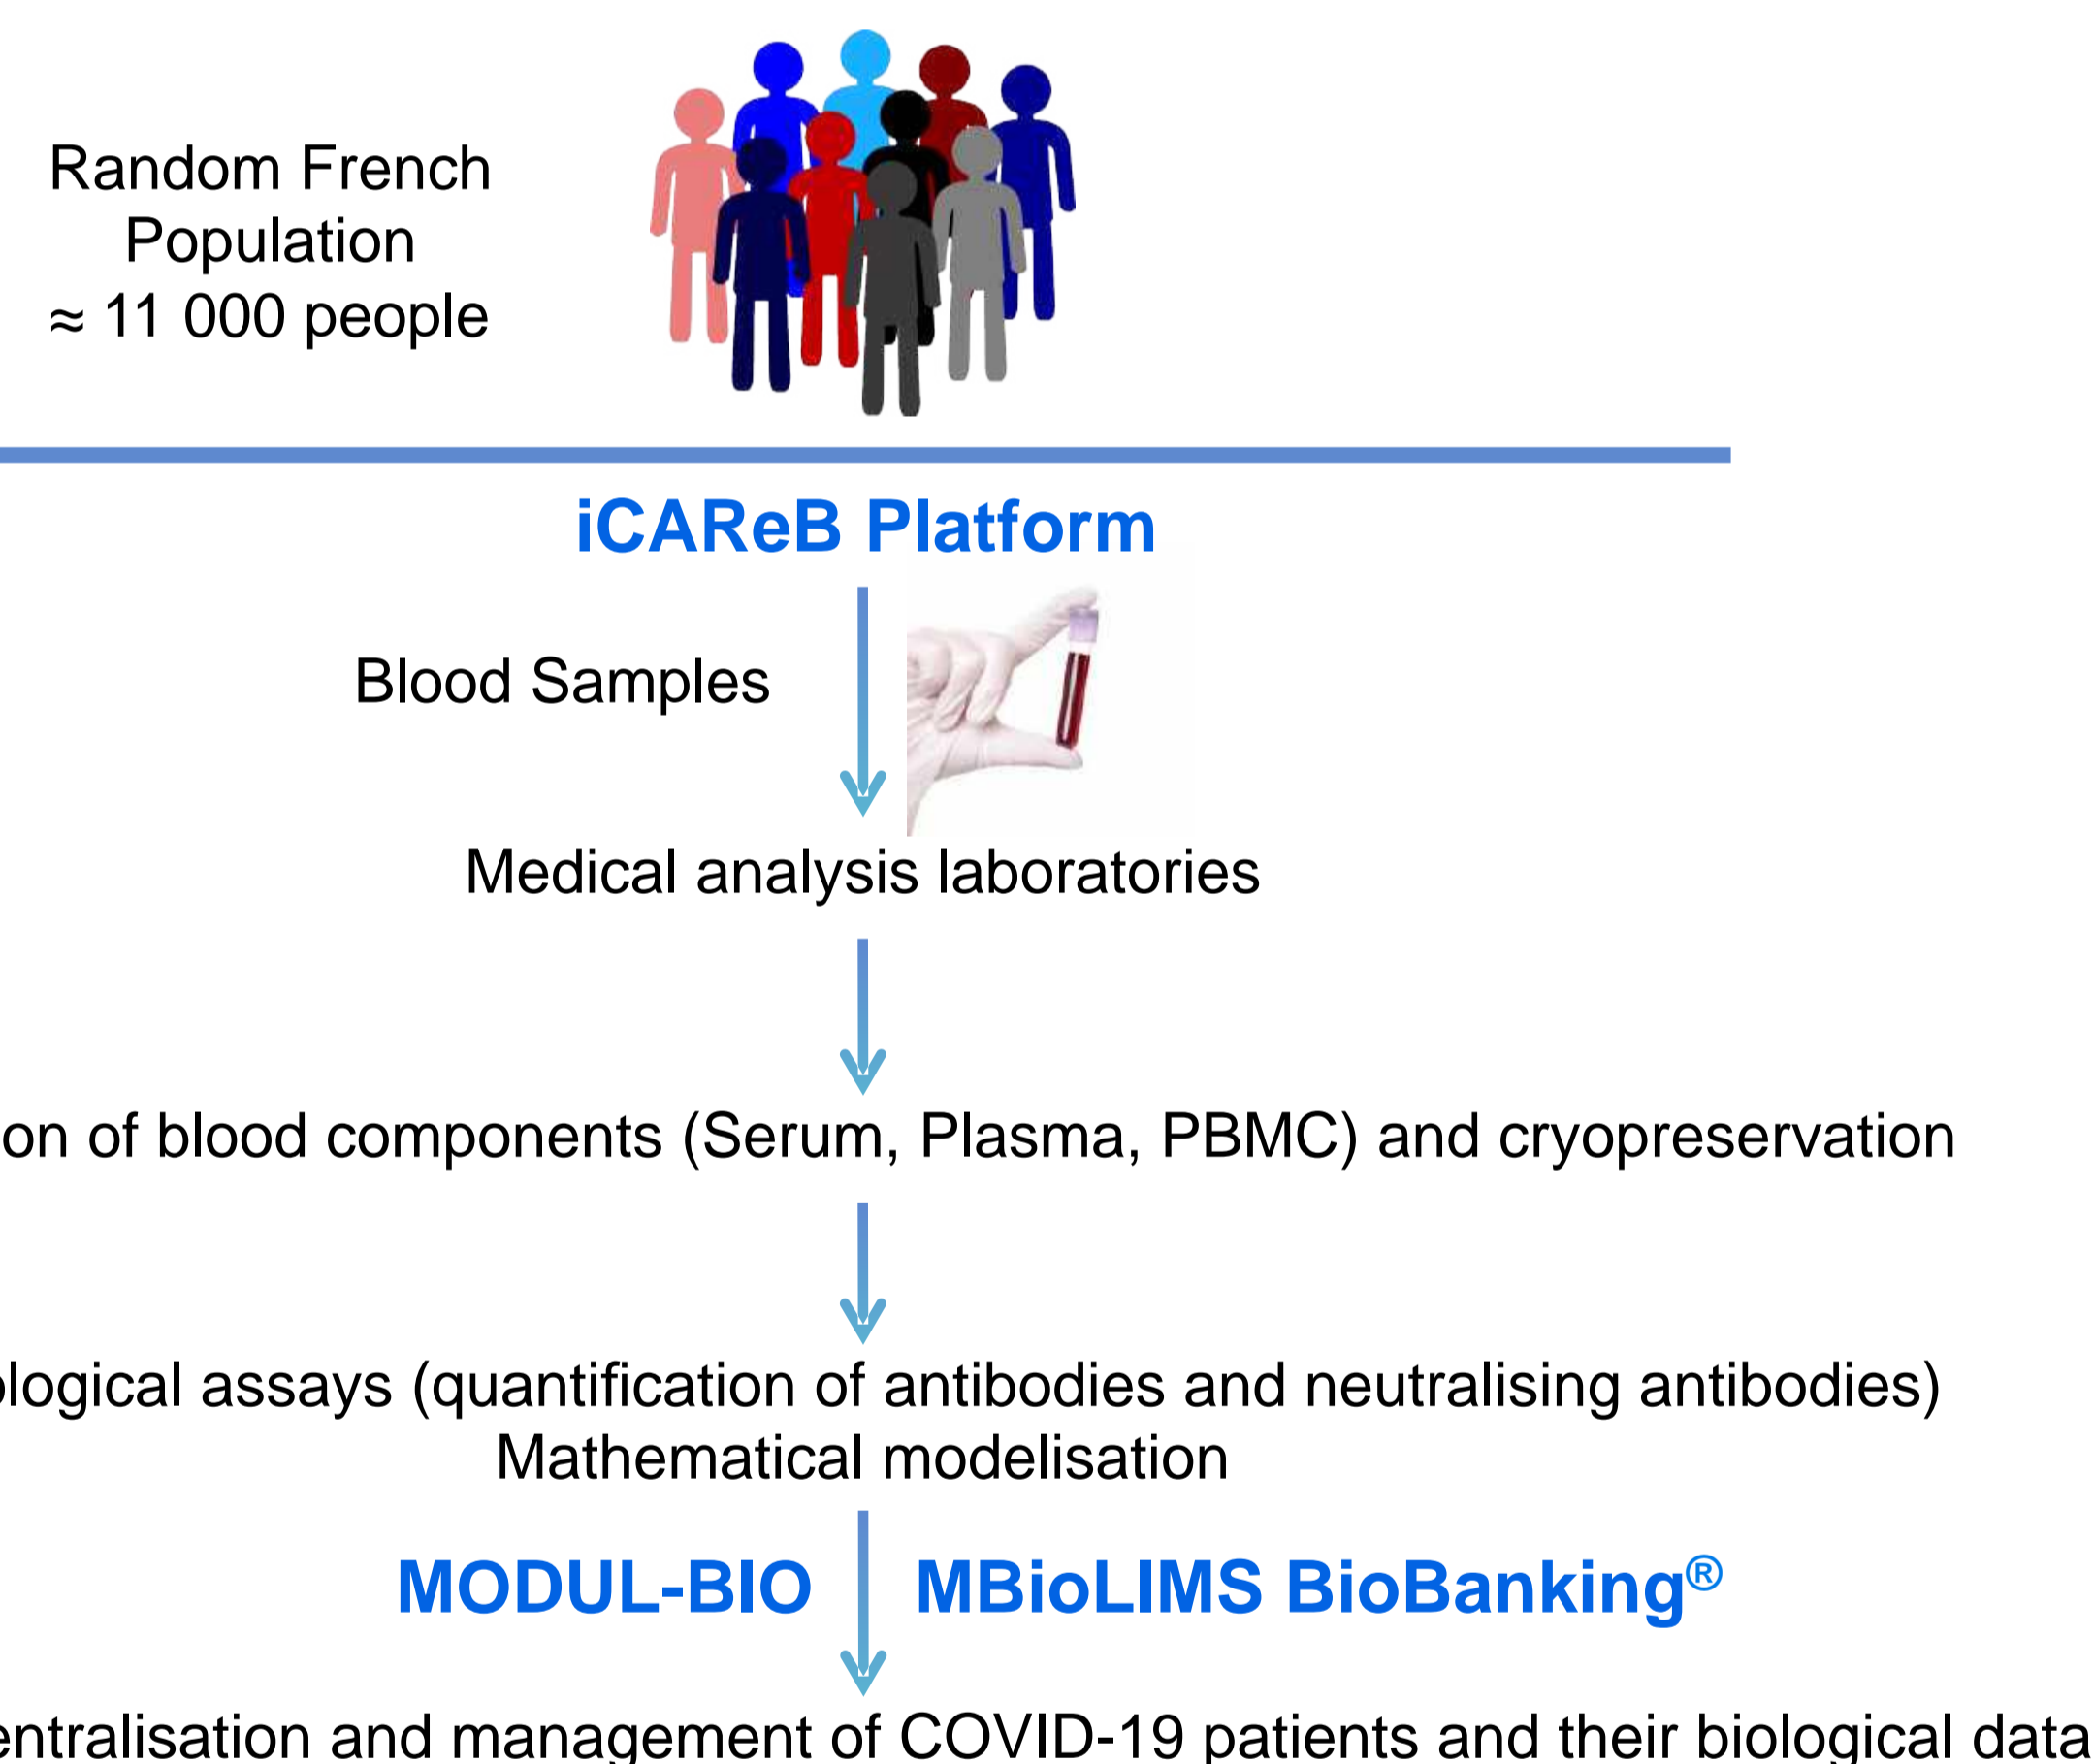 Random French
Population
≈ 11 000 people
iCAReB Platform
Blood Samples
Medical analysis laboratories
on of blood components (Serum, Plasma, PBMC) and cryopreservation
ological assays (quantification of antibodies and neutralising antibodies)
Mathematical modelisation
MODUL-BIO MBioLIMS BioBanking®
entralisation and management of COVID-19 patients and their biological data